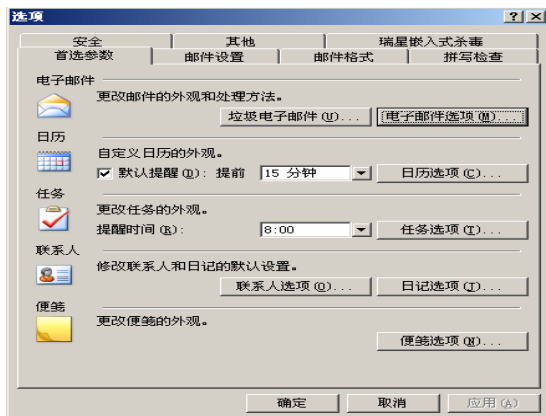 选项
安全 其他 瑞星嵌入式杀毒
首选参数 邮件设置 邮件格式 拼写检查
电子邮件
更改邮件的外观和处理方法。
垃圾电子邮件(U)... 电子邮件选项(M)...
日历
自定义日历的外观。
默认提醒(D): 提前 15 分钟 日历选项(C)...
任务
更改任务的外观。
提醒时间(R): 8:00 任务选项(T)...
联系人
修改联系人和日记的默认设置。
联系人选项(O)... 日记选项(J)...
便笺
更改便笺的外观。
便笺选项(N)...
确定 取消 应用(A)